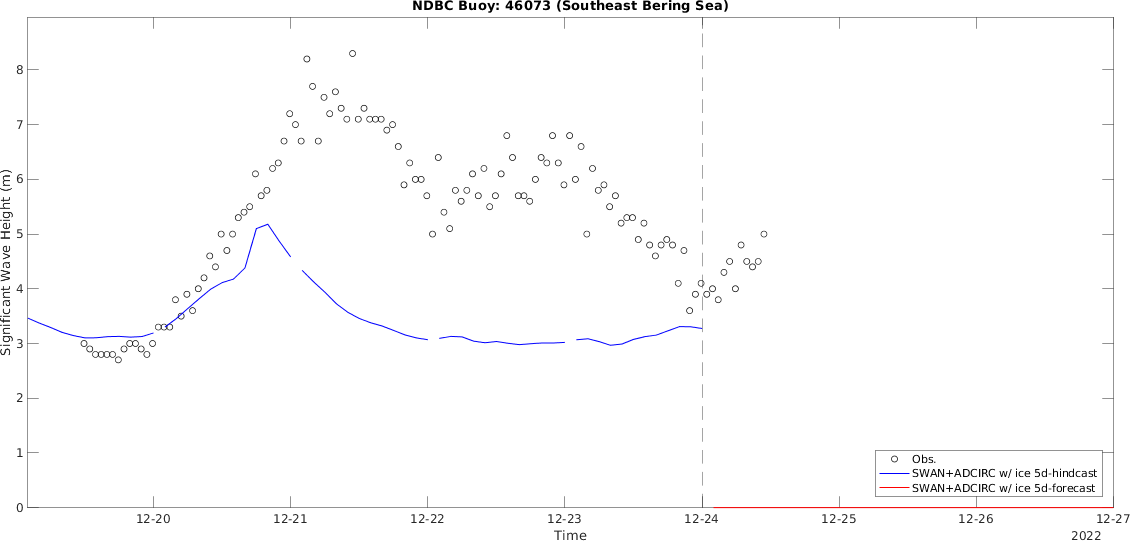 NDBC Buoy: 46073 (Southeast Bering Sea)
Significant Wave Height (m)
8
7
6
5
4
3
2
1
0
Obs.
SWAN+ADCIRC w/ ice 5d-hindcast
SWAN+ADCIRC w/ ice 5d-forecast
12-20 12-21 12-22 12-23 12-24 12-25 12-26 12-27
Time
2022